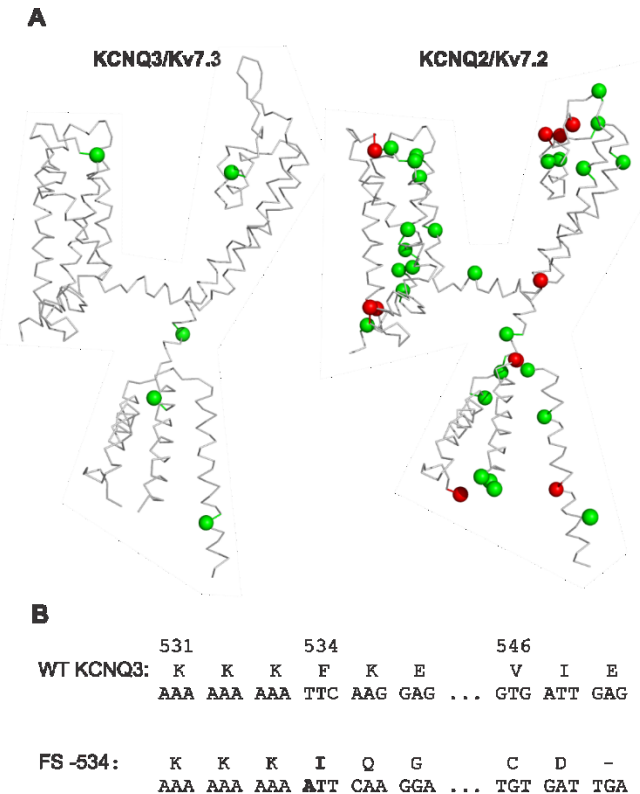 A
KCNQ3/Kv7.3 KCNQ2/Kv7.2
B
531 534 546
WT KCNQ3: K K K F K E V I E
AAA AAA AAA TTC AAG GAG ... GTG ATT GAG
FS -534: K K K I Q G C D -
AAA AAA AAA ATT CAA GGA ... TGT GAT TGA